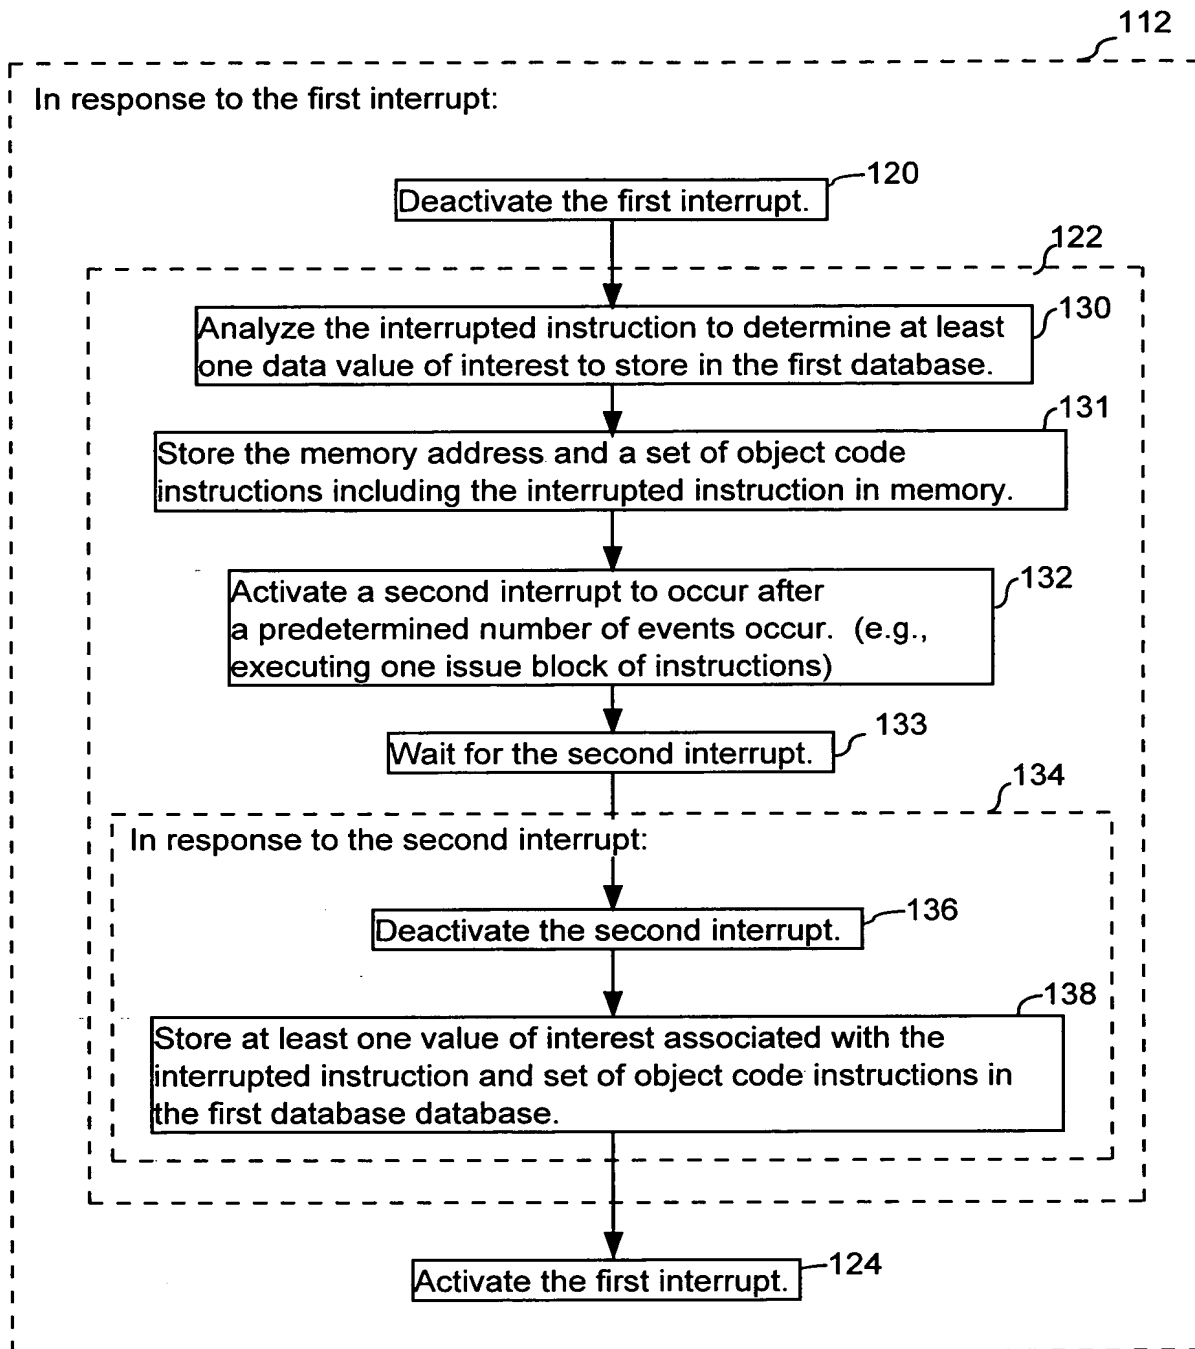 112
In response to the first interrupt:
120
Deactivate the first interrupt.
122
Analyze the interrupted instruction to determine at least
one data value of interest to store in the first database.
130
131
Store the memory address and a set of object code
instructions including the interrupted instruction in memory.
Activate a second interrupt to occur after
a predetermined number of events occur. (e.g.,
executing one issue block of instructions)
132
133
Wait for the second interrupt.
134
In response to the second interrupt:
136
Deactivate the second interrupt.
138
Store at least one value of interest associated with the
interrupted instruction and set of object code instructions in
the first database database.
124
Activate the first interrupt.